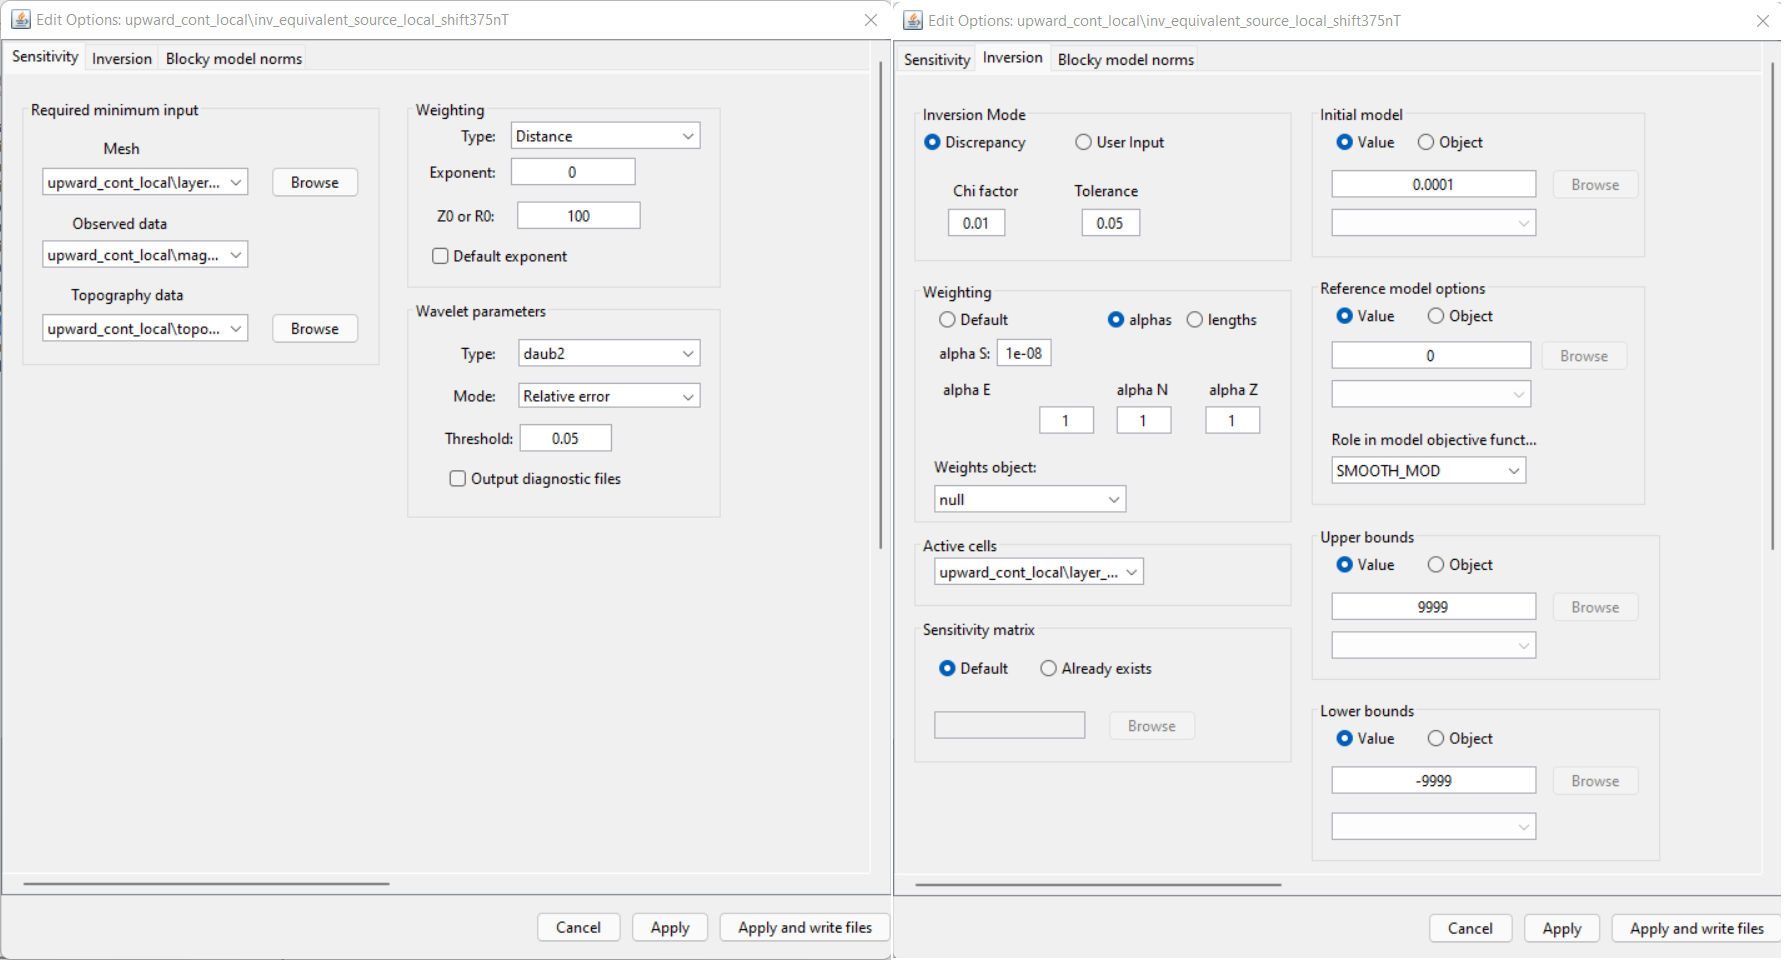 Edit Options: upward_cont_local\inv_equivalent_source_local_shift375nT
Sensitivity Inversion Blocky model norms
Required minimum input
Mesh
upward_cont_local\layer... Browse
Observed data
upward_cont_local\mag...
Topography data
upward_cont_local\topo... Browse
Weighting
Type: Distance
Exponent: 0
Z0 or R0: 100
Default exponent
Wavelet parameters
Type: daub2
Mode: Relative error
Threshold: 0.05
Output diagnostic files
Cancel Apply Apply and write files
Edit Options: upward_cont_local\inv_equivalent_source_local_shift375nT
Sensitivity Inversion Blocky model norms
Inversion Mode
Discrepancy User Input
Chi factor Tolerance
0.01 0.05
Weighting
Default alphas lengths
alpha S: 1e-08
alpha E alpha N alpha Z
1 1 1
Weights object:
null
Active cells
upward_cont_local\layer_...
Sensitivity matrix
Default Already exists
Browse
Initial model
Value Object
0.0001 Browse
Reference model options
Value Object
0 Browse
Role in model objective funct...
SMOOTH_MOD
Upper bounds
Value Object
9999 Browse
Lower bounds
Value Object
-9999 Browse
Cancel Apply Apply and write files